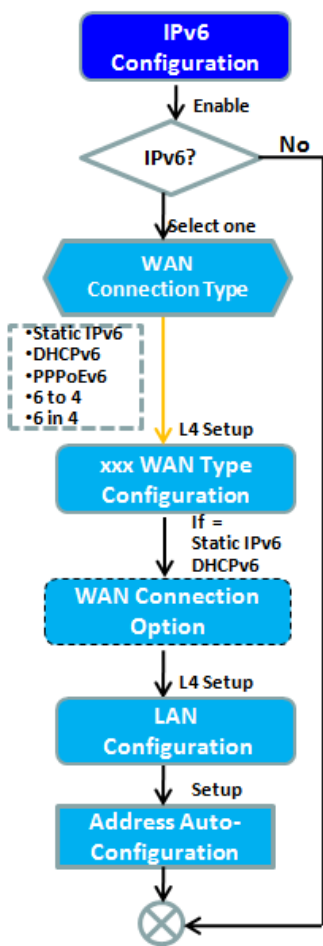 IPv6
Configuration
Enable
IPv6?
No
Select one
WAN
Connection Type
•Static IPv6
•DHCPv6
•PPPoEv6
•6 to 4
•6 in 4
L4 Setup
xxx WAN Type
Configuration
If =
Static IPv6
DHCPv6
WAN Connection
Option
L4 Setup
LAN
Configuration
Setup
Address Auto-
Configuration